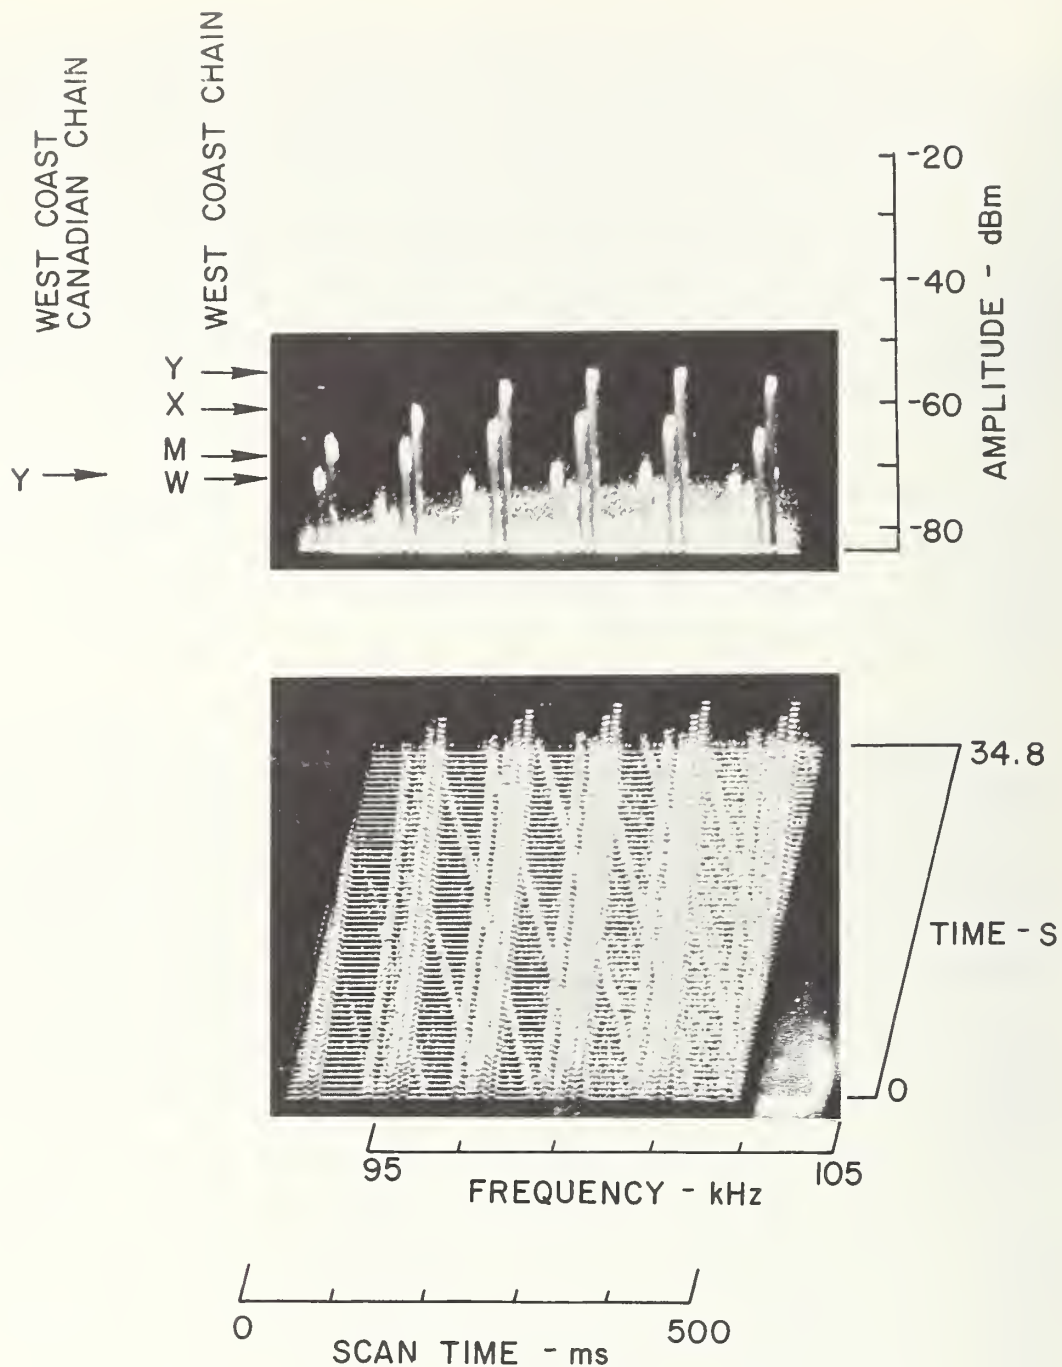 WEST COAST
CANADIAN CHAIN
WEST COAST CHAIN
Y
X
M
W
Y
-20
-40
-60
-80
AMPLITUDE - dBm
34.8
TIME - S
0
95
105
FREQUENCY - kHz
0
500
SCAN TIME - ms